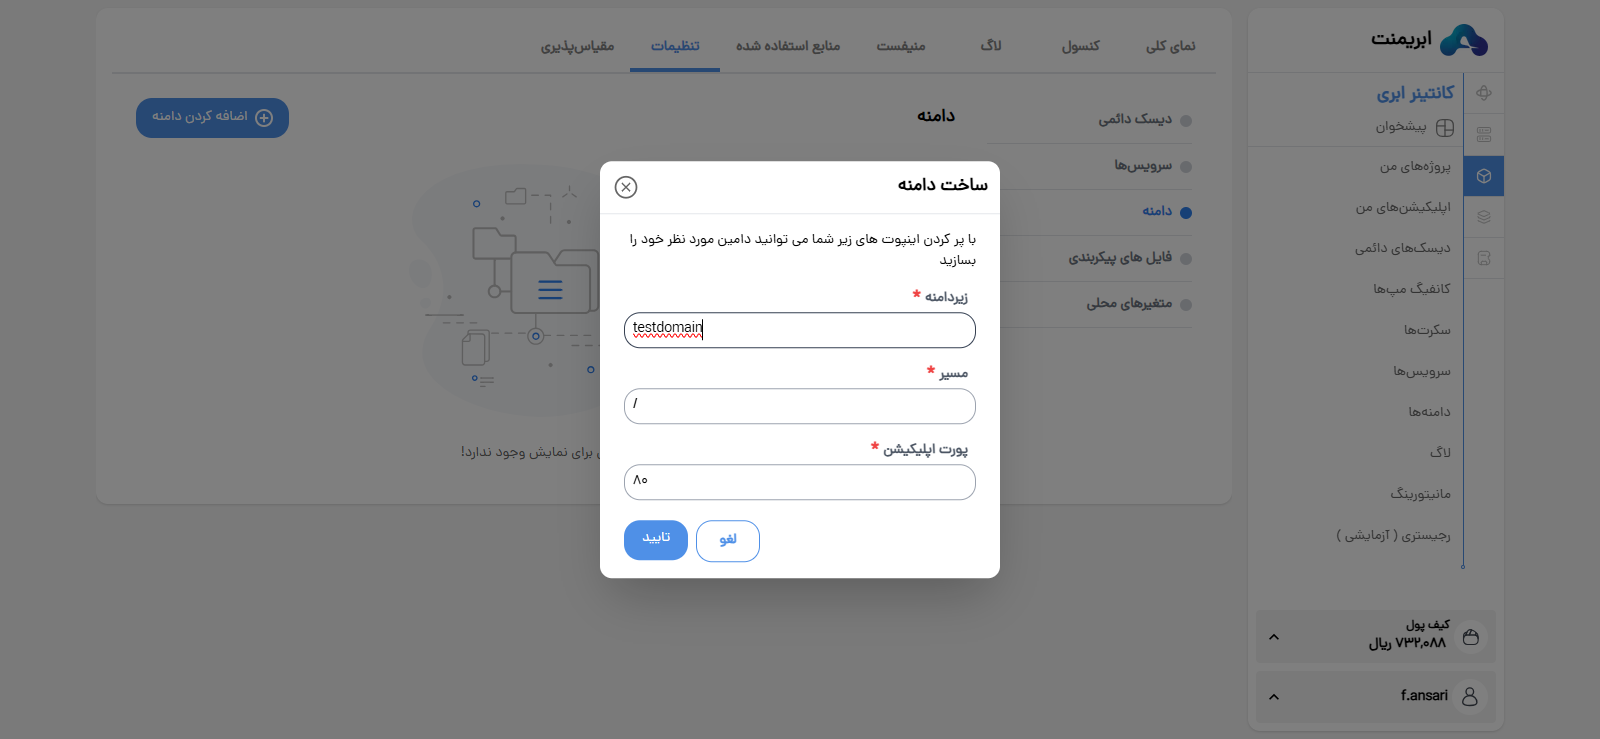 ابریمنت
کانتینر ابری
پیشخوان
پروژه‌های من
اپلیکیشن‌های من
دیسک‌های دائمی
کانفیگ مپ‌ها
سکرت‌ها
سرویس‌ها
دامنه‌ها
لاگ
مانیتورینگ
رجیستری ( آزمایشی )
کیف پول
۷۳۲,۰۸۸ ریال
f.ansari
نمای کلی
کنسول
لاگ
منیفست
منابع استفاده شده
تنظیمات
مقیاس‌پذیری
دیسک دائمی
سرویس‌ها
دامنه
فایل های پیکربندی
متغیرهای محلی
دامنه
اضافه کردن دامنه
برای نمایش وجود ندارد!
ساخت دامنه
با پر کردن اینپوت های زیر شما می توانید دامین مورد نظر خود را
بسازید
زیردامنه *
testdomain
مسیر *
/
پورت اپلیکیشن *
۸۰
لغو
تایید